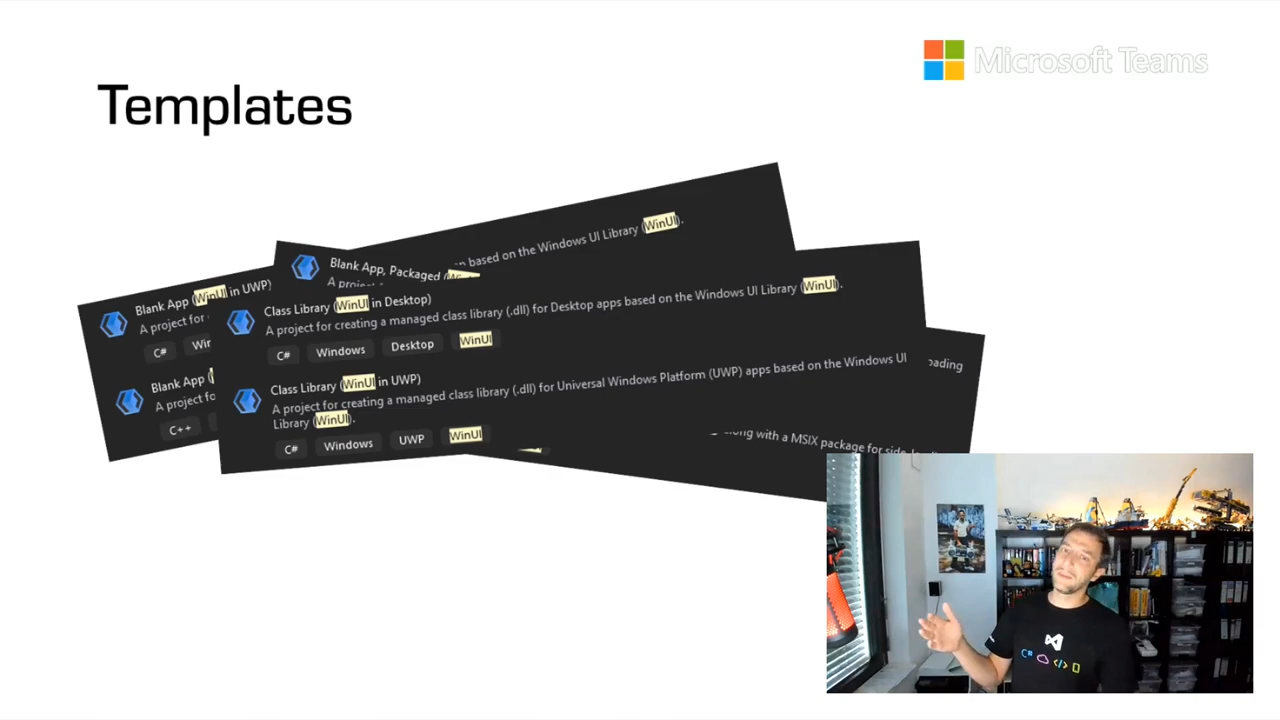 Microsoft Teams
Templates
based on the Windows UI Library (WinUI).
Blank App, Packaged
Blank App (WinUI in UWP)
A project for
C#
Blank App
A project fo
C++
Class Library (WinUI in Desktop)
A project for creating a managed class library (.dll) for Desktop apps based on the Windows UI Library (WinUI).
C# Windows Desktop WinUI
Class Library (WinUI in UWP)
A project for creating a managed class library (.dll) for Universal Windows Platform (UWP) apps based on the Windows UI
Library (WinUI).
C# Windows UWP WinUI
oading
along with a MSIX package for side-loading
C# </>